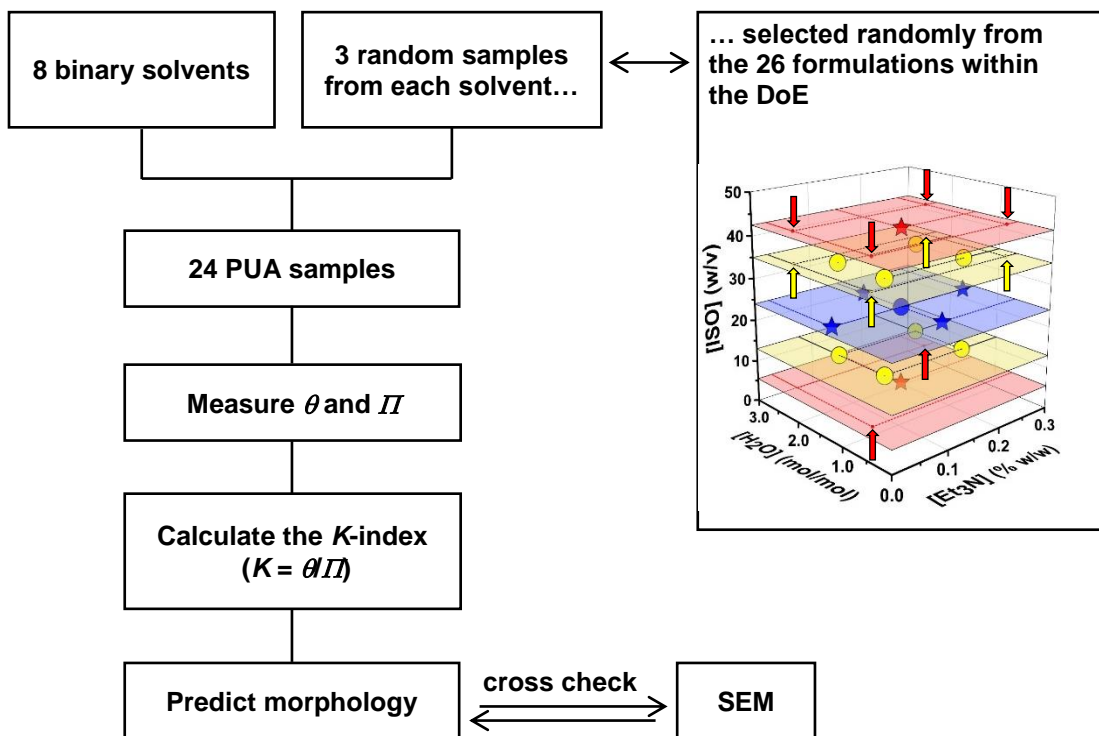 8 binary solvents
3 random samples
from each solvent…
… selected randomly from
the 26 formulations within
the DoE
24 PUA samples
Measure θ and Π
Calculate the K-index
(K = θ/Π)
Predict morphology
cross check
SEM
50
40
30
20
10
0
[ISO] (w/v)
3.0
2.0
1.0
0.0
[H2O] (mol/mol)
0.1
0.2
0.3
[Et3N] (% w/w)